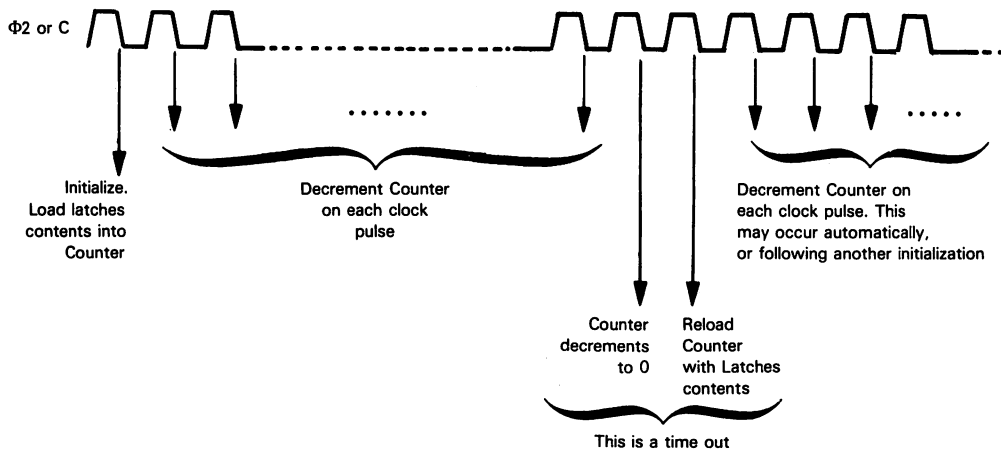 Φ2 or C
.......
.....
Initialize.
Load latches
contents into
Counter
Decrement Counter
on each clock
pulse
Decrement Counter on
each clock pulse. This
may occur automatically,
or following another initialization
Counter
decrements
to 0
Reload
Counter
with Latches
contents
This is a time out